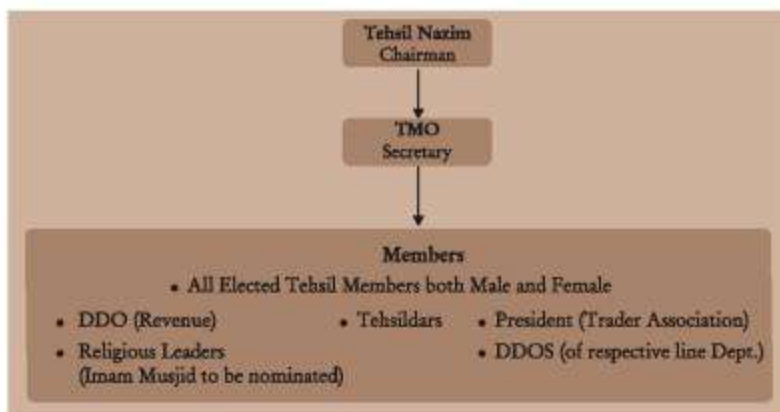 Tehsil Nazim
Chairman
TMO
Secretary
Members
• All Elected Tehsil Members both Male and Female
• DDO (Revenue)
• Tehsildars
• President (Trader Association)
• Religious Leaders
(Imam Musjid to be nominated)
• DDOS (of respective line Dept.)